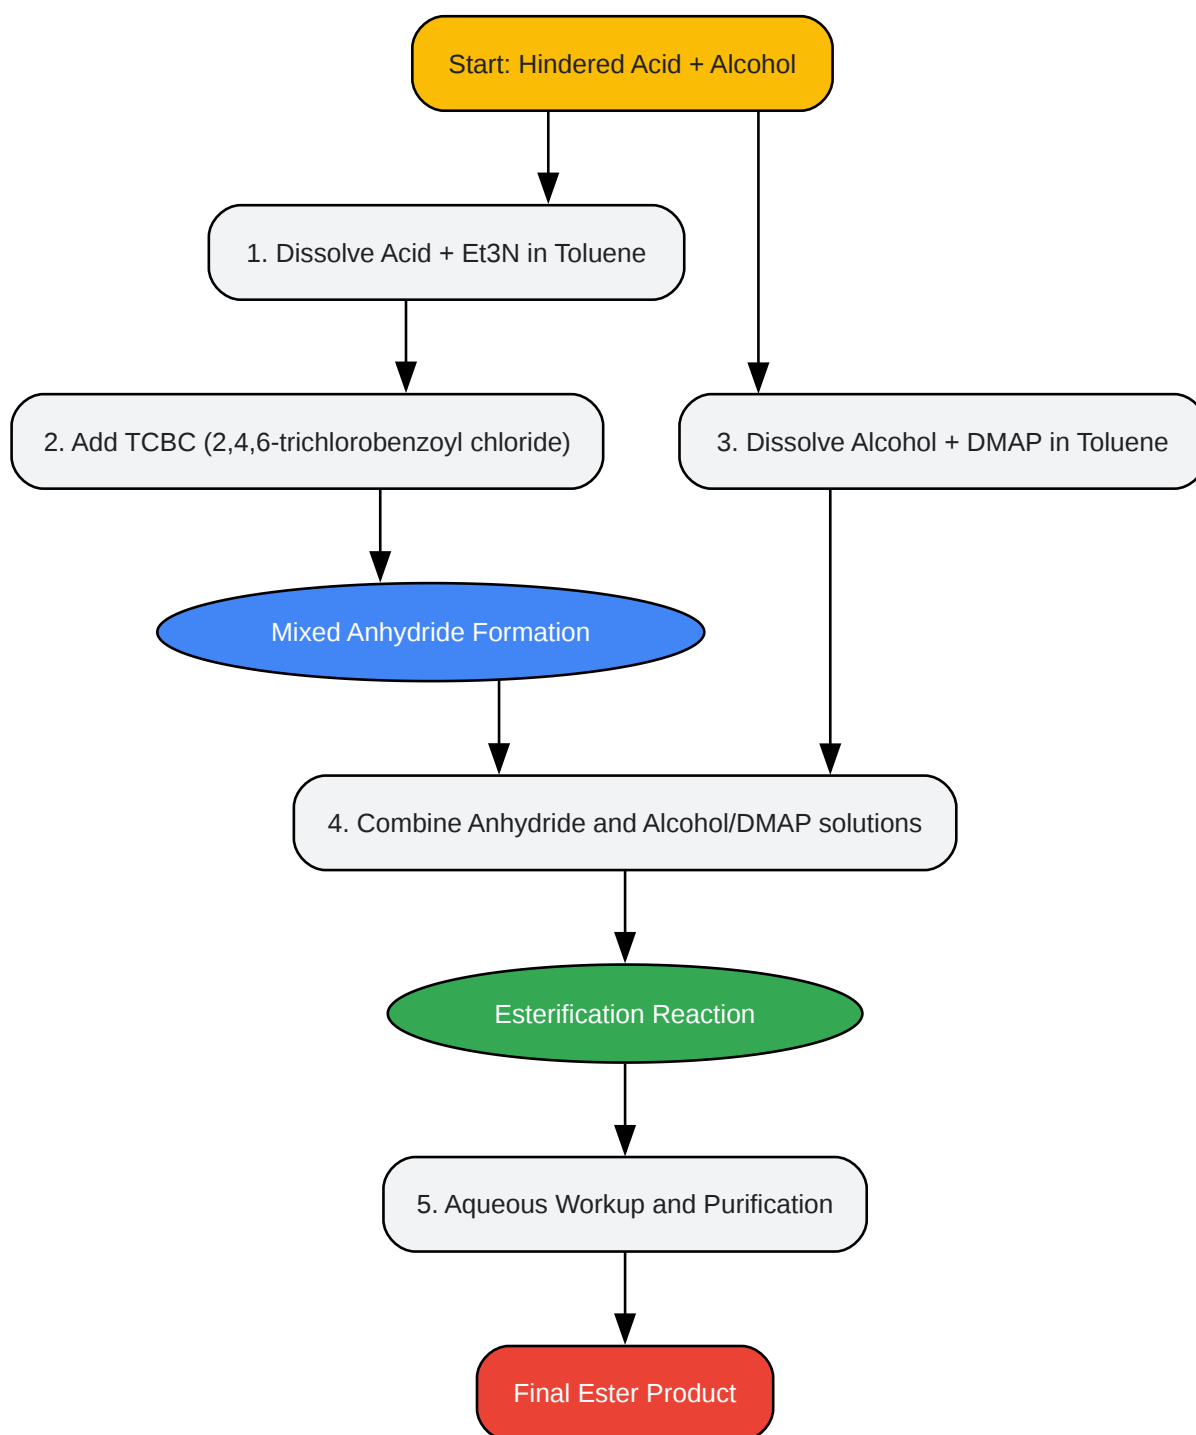 Start: Hindered Acid + Alcohol
1. Dissolve Acid + Et3N in Toluene
2. Add TCBC (2,4,6-trichlorobenzoyl chloride)
3. Dissolve Alcohol + DMAP in Toluene
Mixed Anhydride Formation
4. Combine Anhydride and Alcohol/DMAP solutions
Esterification Reaction
5. Aqueous Workup and Purification
Final Ester Product